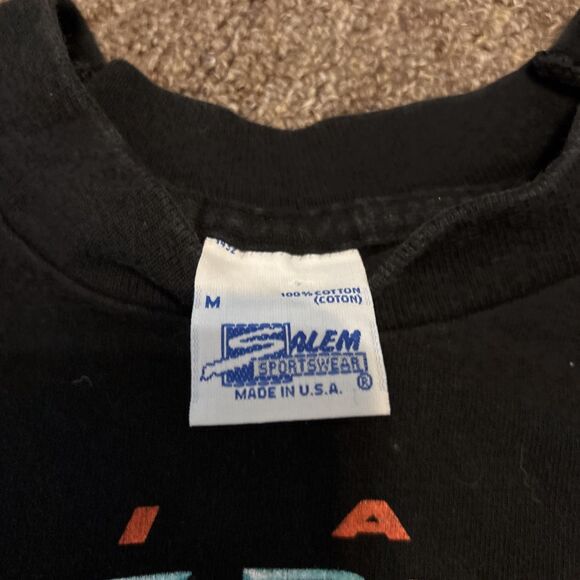 M
100% COTTON
(COTON)
SALEM
SPORTSWEAR®
MADE IN U.S.A.
I A